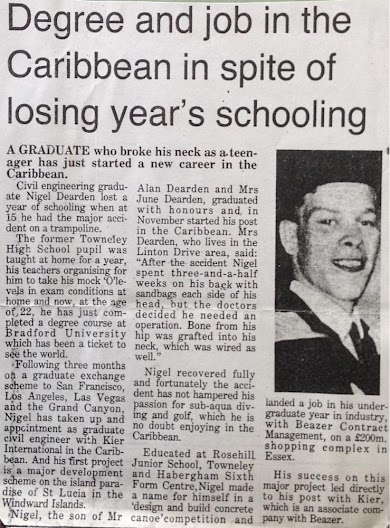 Degree and job in the
Caribbean in spite of
losing year's schooling
A GRADUATE who broke his neck as a teen-
ager has just started a new career in the
Caribbean.
Civil engineering gradu-
ate Nigel Dearden lost a
year of schooling when at
15 he had the major acci-
dent on a trampoline.
The former Towneley
High School pupil was
taught at home for a year,
his teachers organising for
him to take his mock 'O'le-
vels in exam conditions at
home and now, at the age
of, 22, he has just com-
pleted a degree course at
Bradford University
which has been a ticket to
see the world.
Following three months
on a graduate exchange
scheme to San Francisco,
Los Angeles, Las Vegas
and the Grand Canyon,
Nigel has taken up and
appointment as graduate
civil engineer with Kier
International in the Carib-
bean. And his first project
is a major development
scheme on the island para-
dise of St Lucia in the
Windward Islands.
Nigel, the son of Mr
Alan Dearden and Mrs
June Dearden, graduated
with honours and, in
November started his post
in the Caribbean. Mrs
Dearden, who lives in the
Linton Drive area, said:
"After the accident Nigel
spent three-and-a-half
weeks on his back with
sandbags each side of his
head, but the doctors
decided he needed an
operation. Bone from his
hip was grafted into his
neck, which was wired as
well."
Nigel recovered fully
and fortunately the acci-
dent has not hampered his
passion for sub-aqua div-
ing and golf, which he is
no doubt enjoying in the
Caribbean.
Educated at Rosehill
Junior School, Towneley
and Habergham Sixth
Form Centre, Nigel made
a name for himself in a
'design and build concrete
canoe' competition and
landed a job in his under-
graduate year in industry,
with Beazer Contract
Management, on a £200m.
shopping complex in
Essex.
His success on this
major project led directly
to his post with Kier,
which is an associate com-
pany with Beazer.